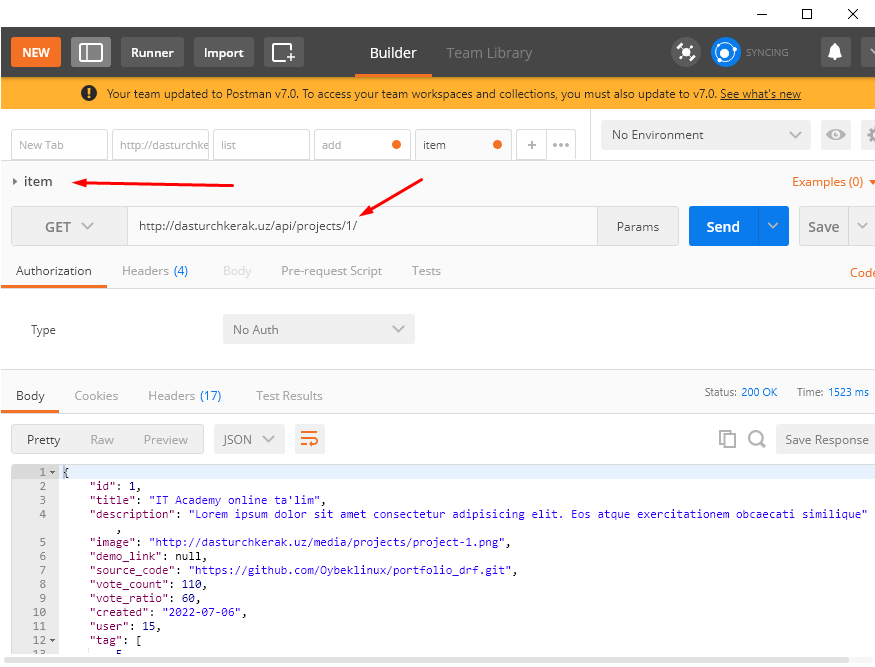 NEW Runner Import Builder Team Library SYNCING
Your team updated to Postman v7.0. To access your team workspaces and collections, you must also update to v7.0. See what's new
New Tab http://dasturchke list add item + ••• No Environment
item Examples (0)
GET http://dasturchkerak.uz/api/projects/1/ Params Send Save
Authorization Headers (4) Body Pre-request Script Tests Code
Type No Auth
Body Cookies Headers (17) Test Results Status: 200 OK Time: 1523 ms
Pretty Raw Preview JSON Save Response
1 {
2 "id": 1,
3 "title": "IT Academy online ta'lim",
4 "description": "Lorem ipsum dolor sit amet consectetur adipisicing elit. Eos atque exercitationem obcaecati similique"
,
5 "image": "http://dasturchkerak.uz/media/projects/project-1.png",
6 "demo_link": null,
7 "source_code": "https://github.com/Oybeklinux/portfolio_drf.git",
8 "vote_count": 110,
9 "vote_ratio": 60,
10 "created": "2022-07-06",
11 "user": 15,
12 "tag": [
13 5